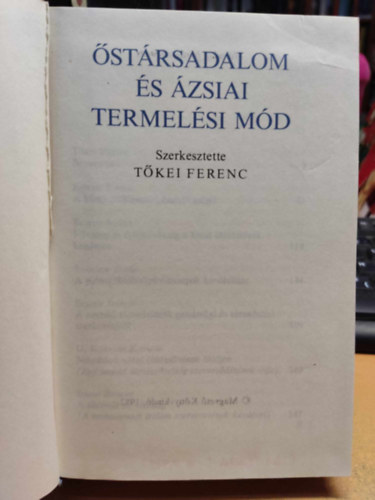 ŐSTÁRSADALOM
ÉS ÁZSIAI
TERMELÉSI MÓD
Szerkesztette
TŐKEI FERENC